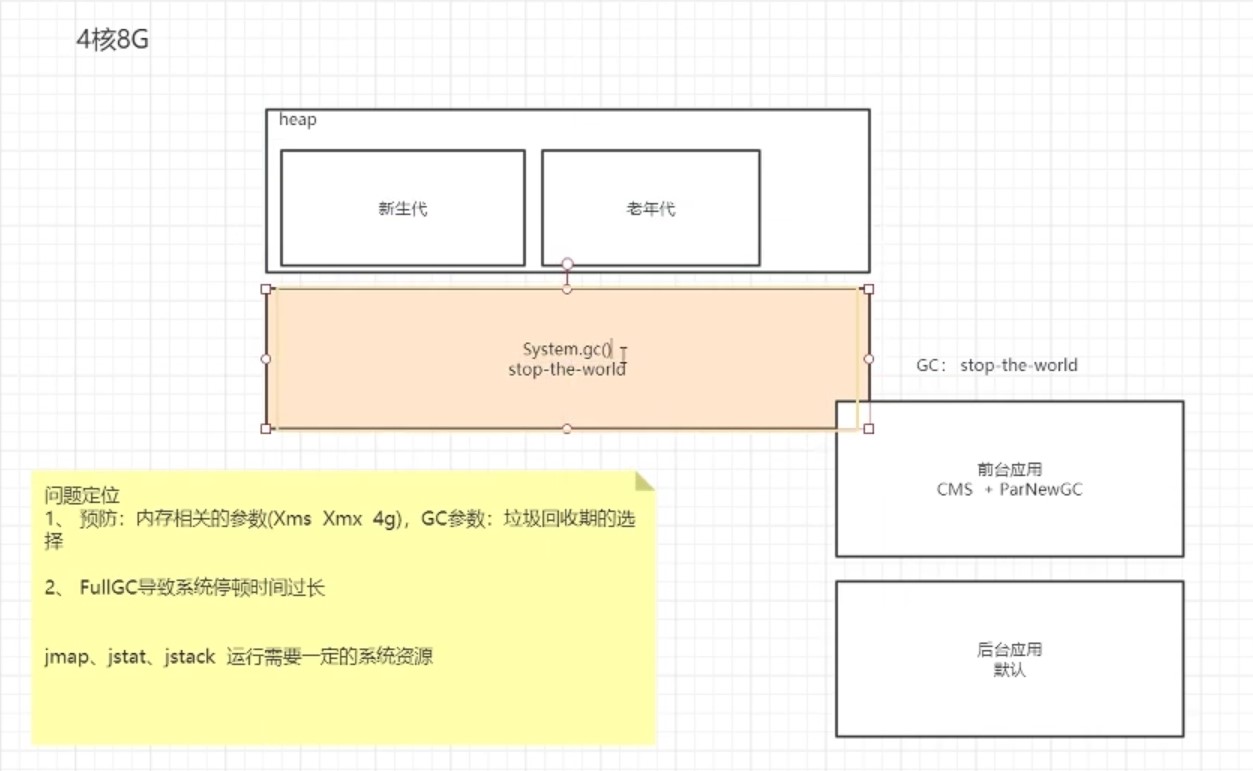 4核8G
heap
新生代
老年代
System.gc()
stop-the-world
GC： stop-the-world
前台应用
CMS + ParNewGC
问题定位
1、 预防：内存相关的参数(Xms Xmx 4g)，GC参数：垃圾回收期的选
择
2、 FullGC导致系统停顿时间过长
jmap、jstat、jstack 运行需要一定的系统资源
后台应用
默认